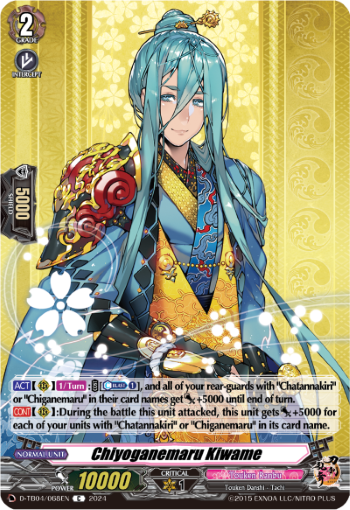 2
GRADE
INTERCEPT
5000
SHIELD
ACT【 】1/Turn :[ 1], and all of your rear-guards with "Chatannakiri"
or "Chiganemaru" in their card names get +5000 until end of turn.
CONT【 】:During the battle this unit attacked, this unit gets +5000 for
each of your units with "Chatannakiri" or "Chiganemaru" in its card name.
NORMAL UNIT
Chiyoganemaru Kiwame
POWER
10000
CRITICAL
1
Touken Ranbu
Touken Danshi - Tachi
D-TB04/068EN C 2024
©2015 EXNOA LLC/NITRO PLUS